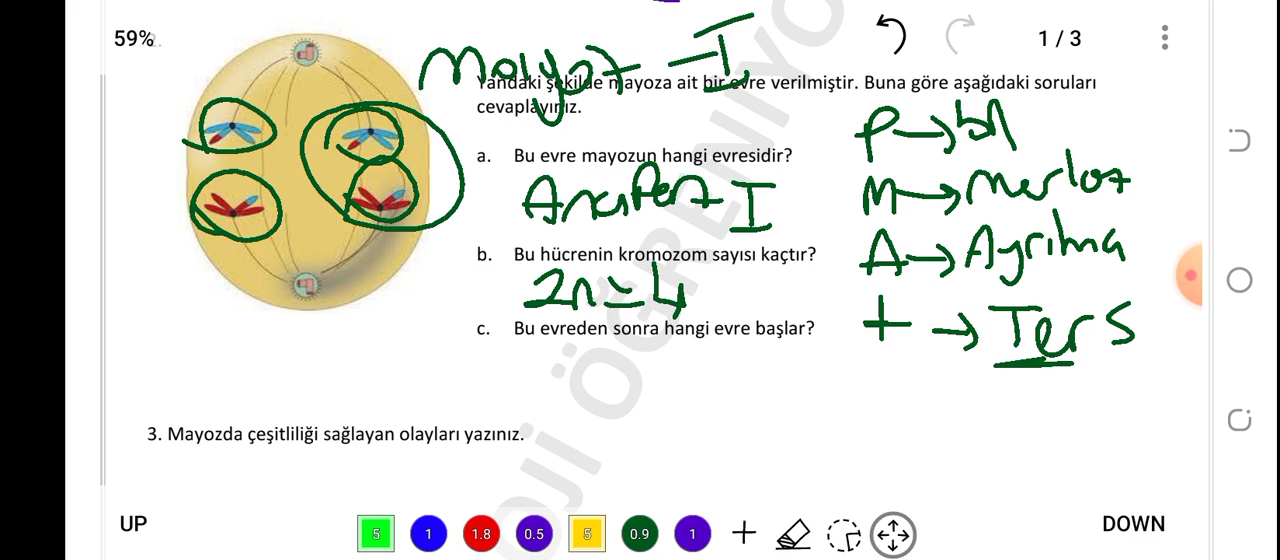 59%
1 / 3
Mayoz - I
Yandaki şekilde mayoza ait bir evre verilmiştir. Buna göre aşağıdaki soruları
cevaplayınız.
P → bl
a. Bu evre mayozun hangi evresidir?
M → Merkez
Anafaz I
A → Ayrılma
b. Bu hücrenin kromozom sayısı kaçtır?
2n = 4
t → Ters
c. Bu evreden sonra hangi evre başlar?
3. Mayozda çeşitliliği sağlayan olayları yazınız.
UP
5 1 1.8 0.5 5 0.9 1
DOWN